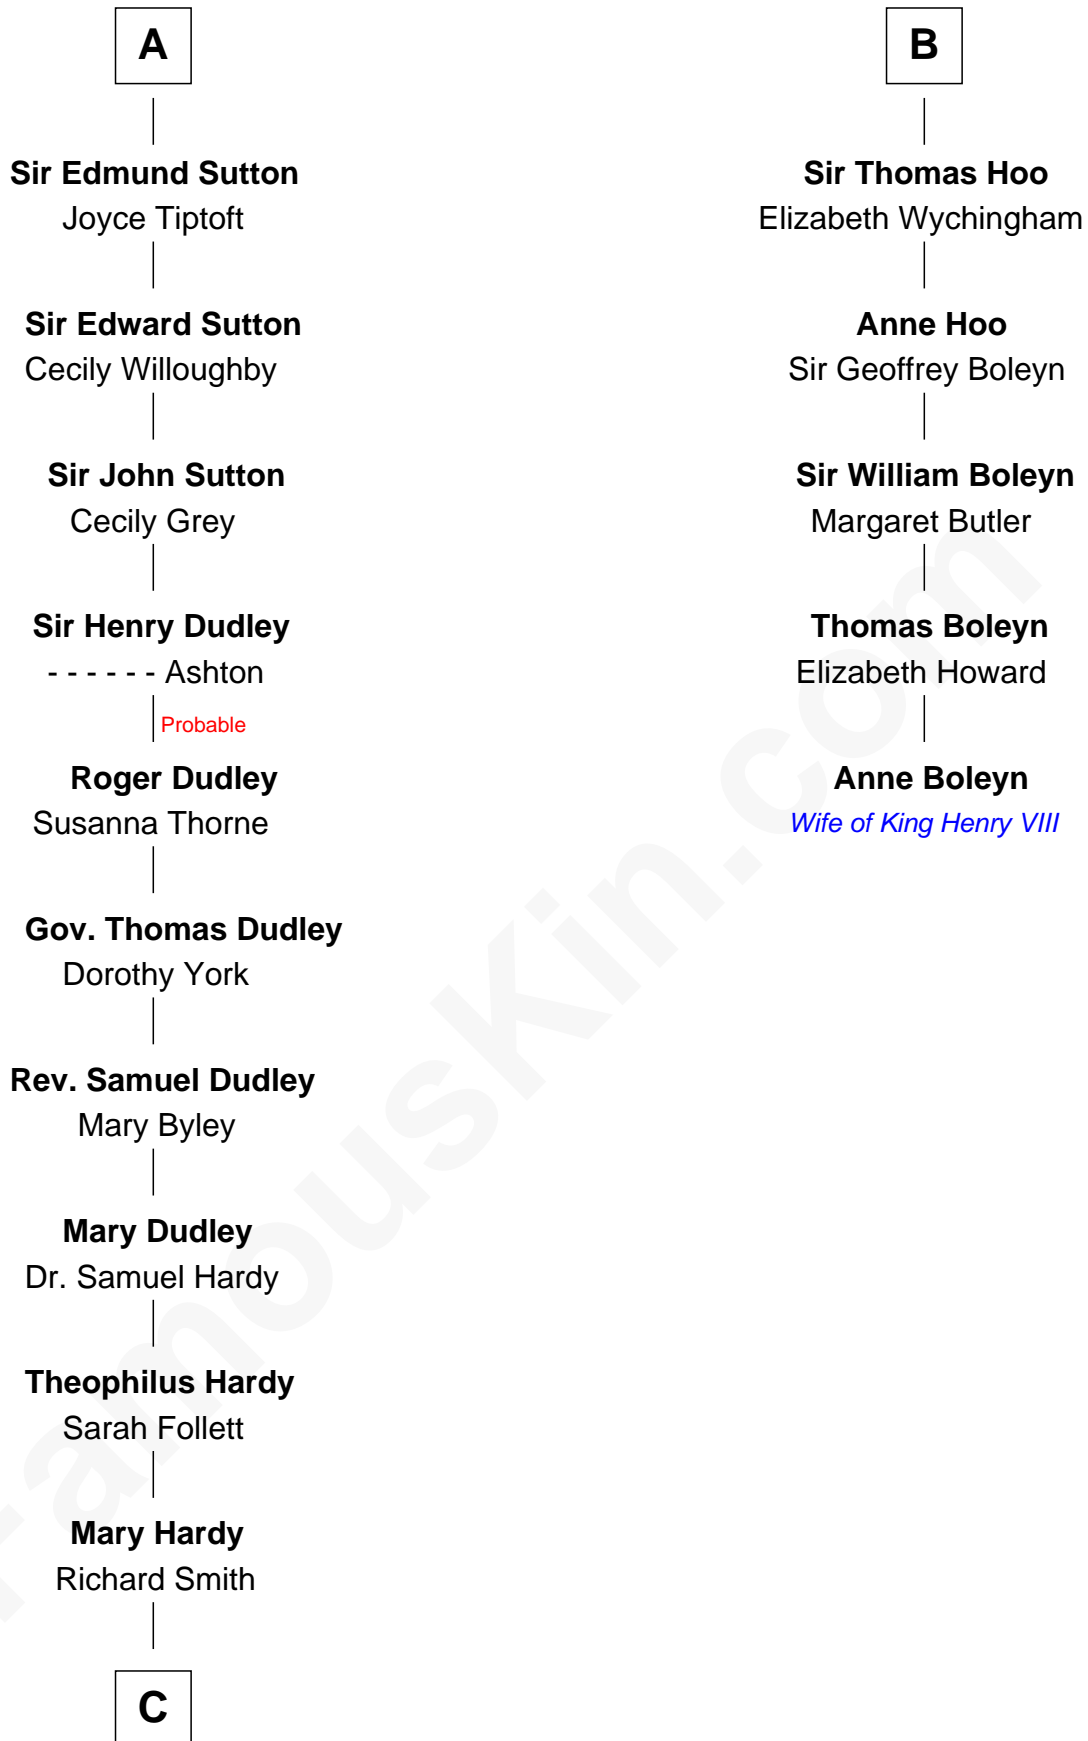 A
Sir Edmund Sutton
Joyce Tiptoft
Sir Edward Sutton
Cecily Willoughby
Sir John Sutton
Cecily Grey
Sir Henry Dudley
- - - - - - Ashton
Probable
Roger Dudley
Susanna Thorne
Gov. Thomas Dudley
Dorothy York
Rev. Samuel Dudley
Mary Byley
Mary Dudley
Dr. Samuel Hardy
Theophilus Hardy
Sarah Follett
Mary Hardy
Richard Smith
C
B
Sir Thomas Hoo
Elizabeth Wychingham
Anne Hoo
Sir Geoffrey Boleyn
Sir William Boleyn
Margaret Butler
Thomas Boleyn
Elizabeth Howard
Anne Boleyn
Wife of King Henry VIII
FamousKin.com